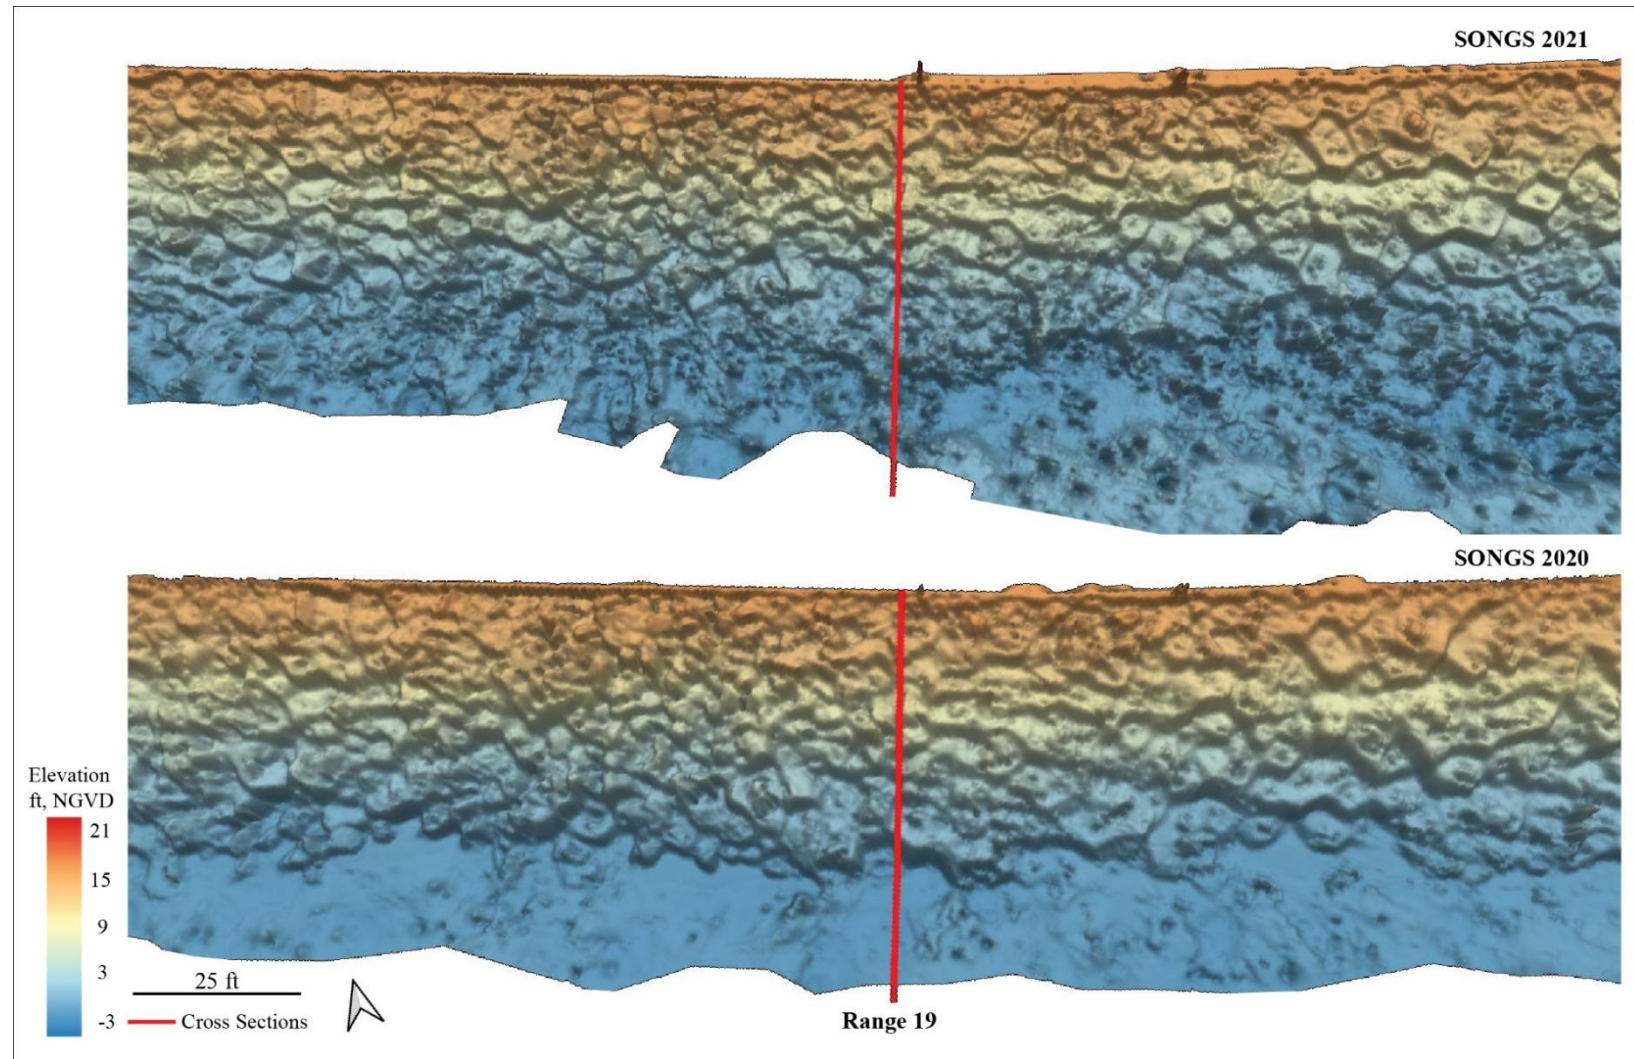 SONGS 2021
SONGS 2020
Elevation
ft, NGVD
21
15
9
3
-3
25 ft
Cross Sections
Range 19